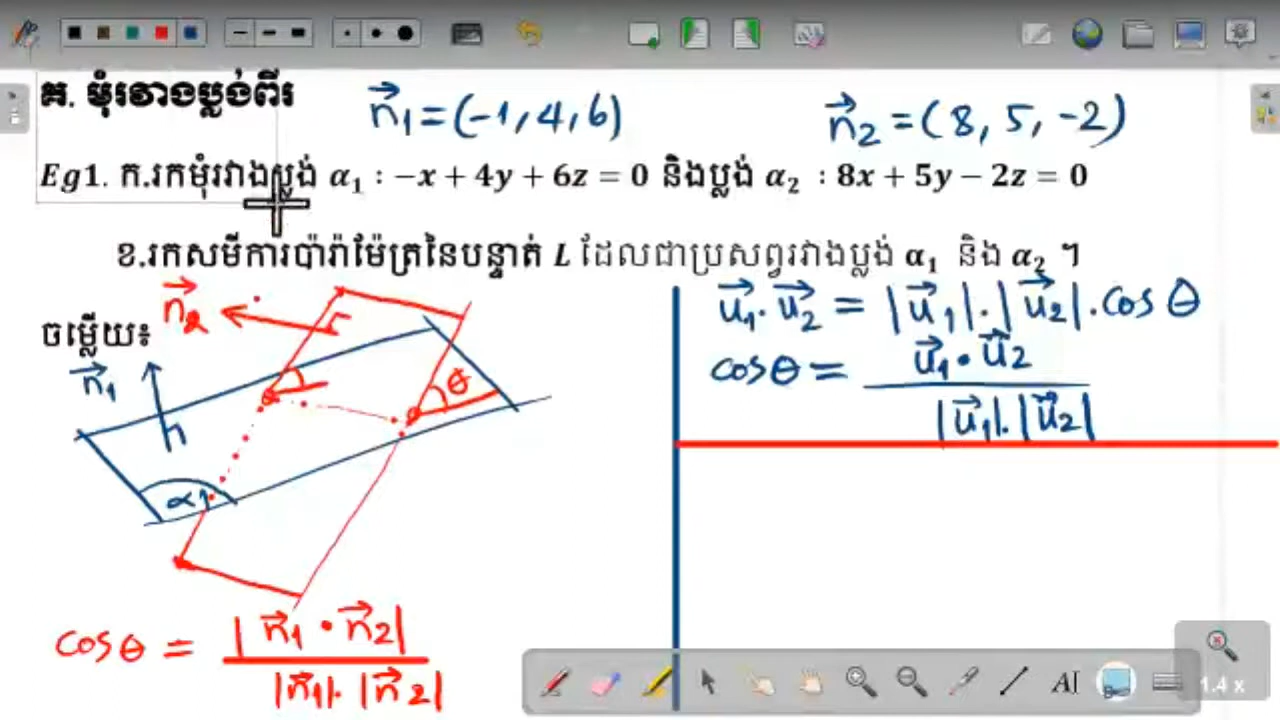 គ. មុំរវាងប្លង់ពីរ
n⃗1 = (-1, 4, 6)
n⃗2 = (8, 5, -2)
Eg1. ក.រកមុំរវាងប្លង់ α₁ : −x + 4y + 6z = 0 និងប្លង់ α₂ : 8x + 5y − 2z = 0
ខ.រកសមីការប៉ារ៉ាម៉ែត្រនៃបន្ទាត់ L ដែលជាប្រសព្វរវាងប្លង់ α₁ និង α₂ ។
ចម្លើយ៖
n⃗2
n⃗1
θ
α1
u⃗1 . u⃗2 = |u⃗1| . |u⃗2| . cos θ
cosθ = u⃗1 • u⃗2 / |u⃗1| . |u⃗2|
cosθ = |n⃗1 • n⃗2| / |n⃗1| . |n⃗2|
AI
1.4 x